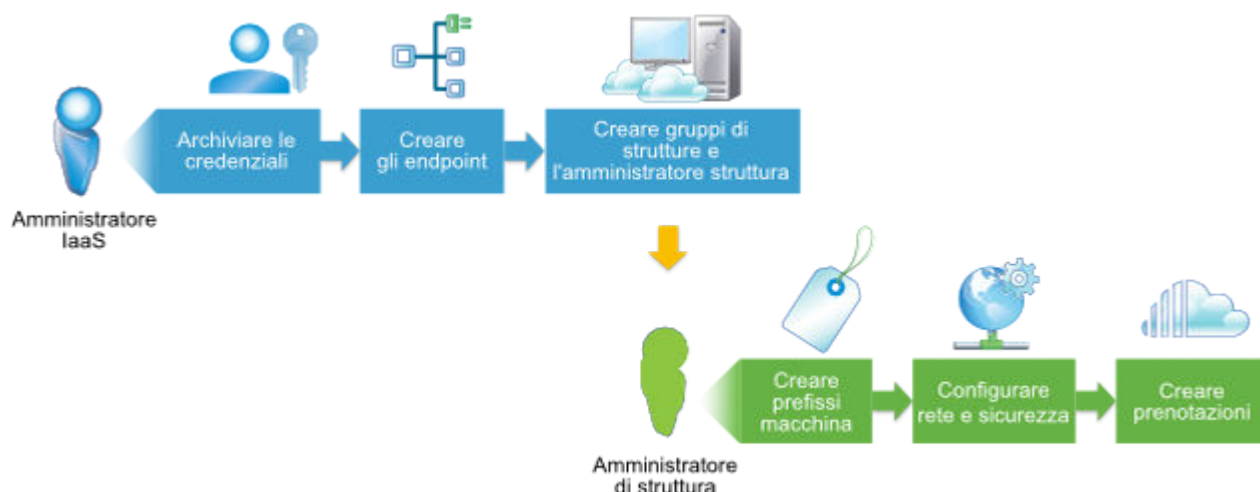 Archiviare le
credenziali
Creare
gli endpoint
Creare gruppi di
strutture e
l'amministratore struttura
Amministratore
IaaS
Creare
prefissi
macchina
Configurare
rete e sicurezza
Creare
prenotazioni
Amministratore
di struttura